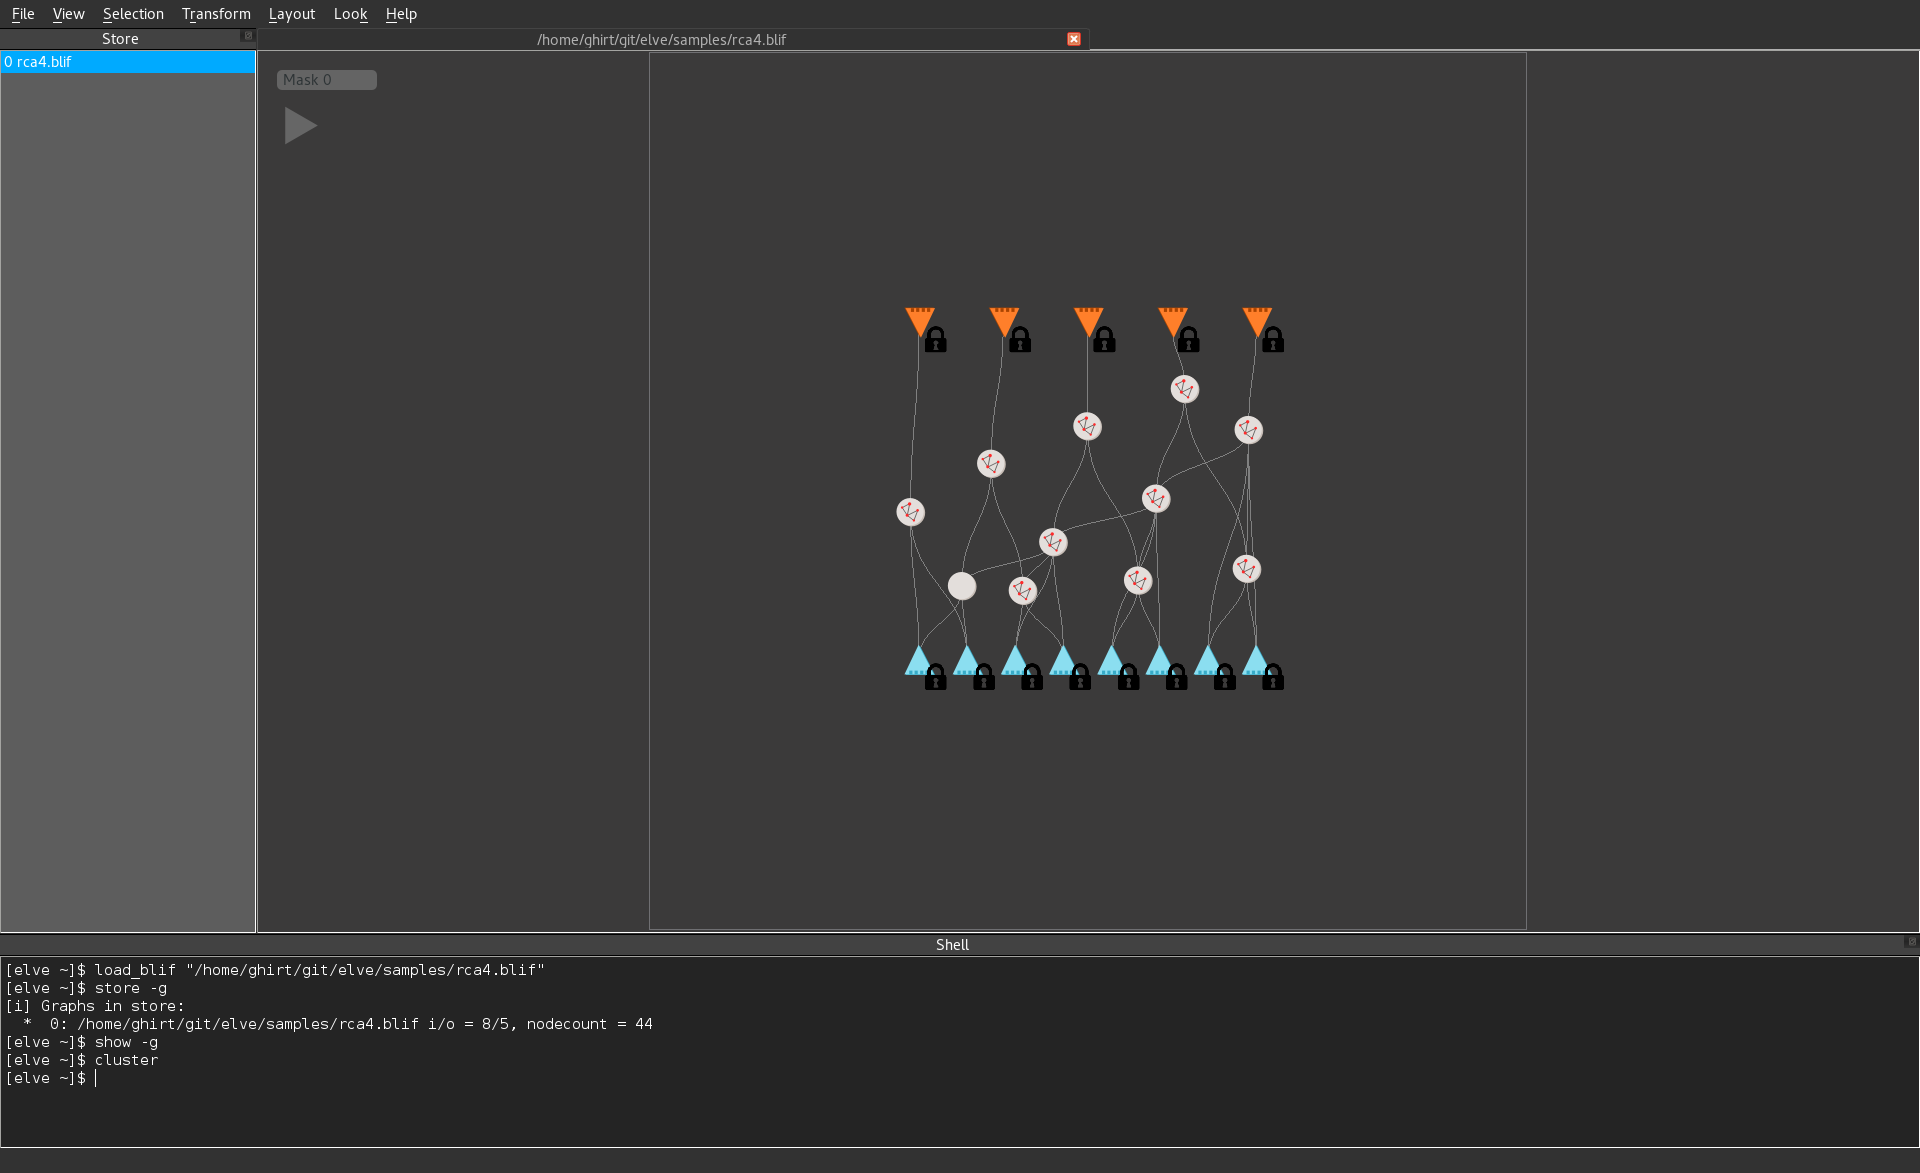 File View Selection Transform Layout Look Help
Store
/home/ghirt/git/elve/samples/rca4.blif
0 rca4.blif
Mask 0
Shell
[elve ~]$ load_blif "/home/ghirt/git/elve/samples/rca4.blif"
[elve ~]$ store -g
[i] Graphs in store:
  *  0: /home/ghirt/git/elve/samples/rca4.blif i/o = 8/5, nodecount = 44
[elve ~]$ show -g
[elve ~]$ cluster
[elve ~]$